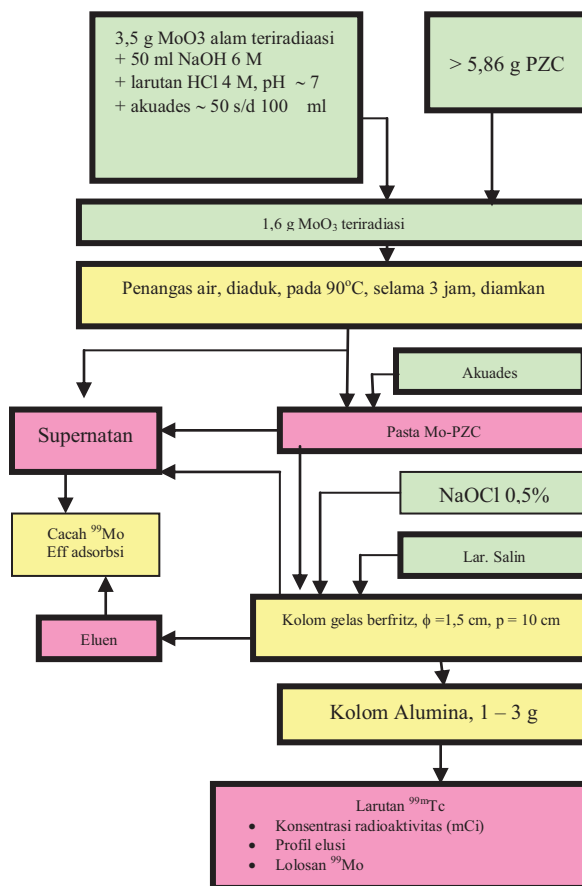 3,5 g MoO3 alam teriradiaasi
+ 50 ml NaOH 6 M
+ larutan HCl 4 M, pH ~ 7
+ akuades ~ 50 s/d 100 ml
> 5,86 g PZC
1,6 g MoO₃ teriradiasi
Penangas air, diaduk, pada 90°C, selama 3 jam, diamkan
Akuades
Supernatan
Pasta Mo-PZC
NaOCl 0,5%
Cacah ⁹⁹Mo
Eff adsorbsi
Lar. Salin
Eluen
Kolom gelas berfritz, ϕ =1,5 cm, p = 10 cm
Kolom Alumina, 1 – 3 g
Larutan ⁹⁹ᵐTc
• Konsentrasi radioaktivitas (mCi)
• Profil elusi
• Lolosan ⁹⁹Mo